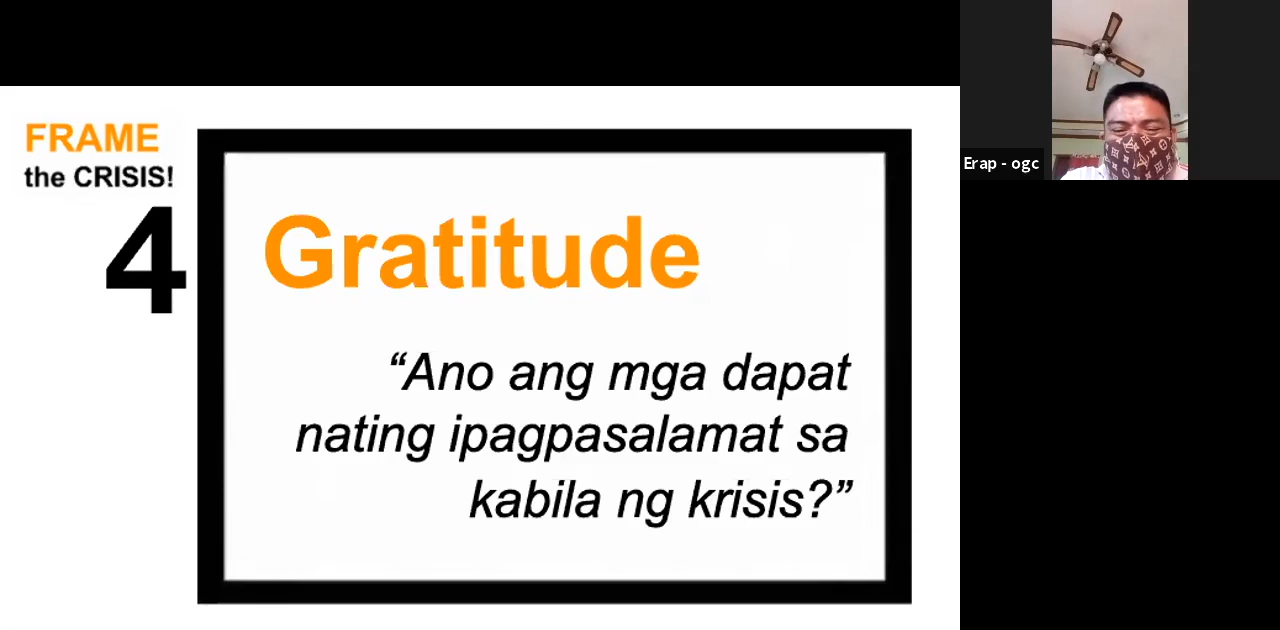 FRAME
the CRISIS!
4
Gratitude
“Ano ang mga dapat
nating ipagpasalamat sa
kabila ng krisis?”
Erap - ogc